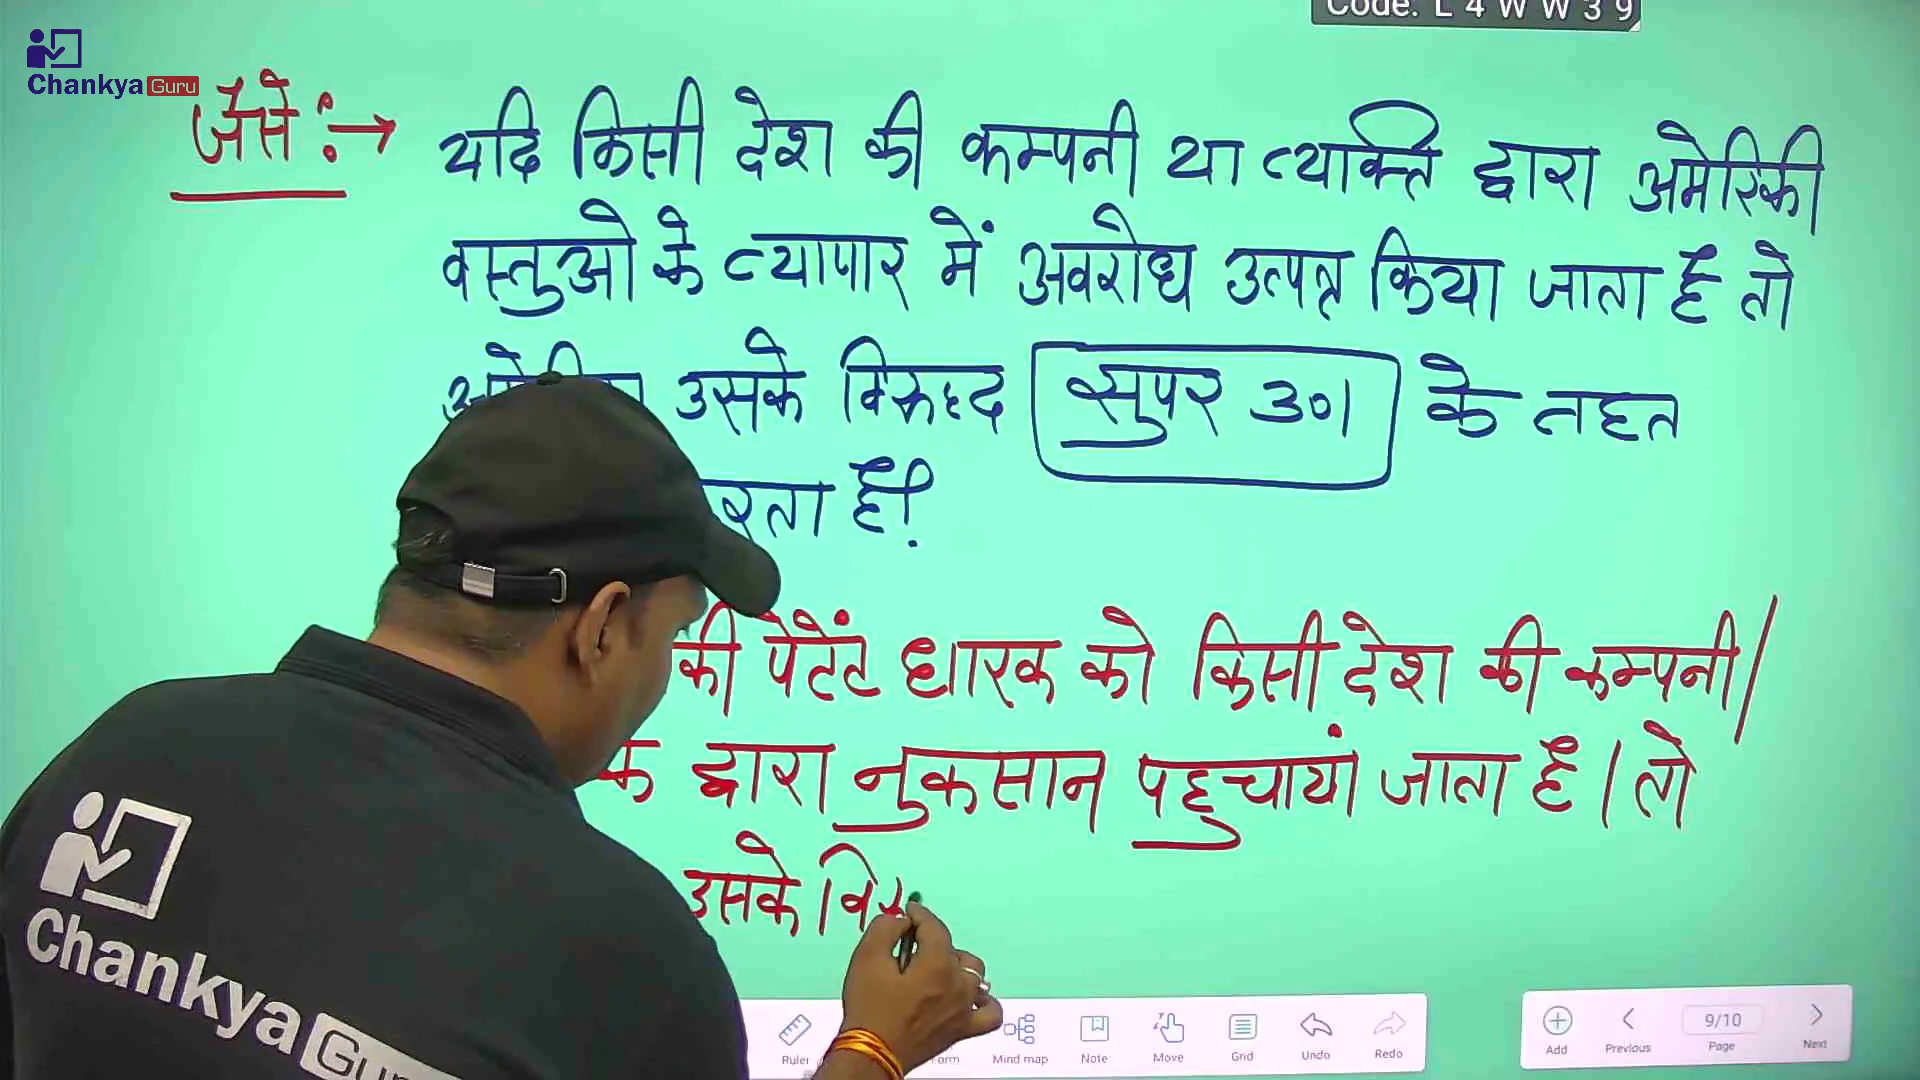 Code: L 4 W W 3 9
Chankya Guru
जैसे :→ यदि किसी देश की कम्पनी या व्यक्ति द्वारा अमेरिकी
वस्तुओ के व्यापार में अवरोध उत्पन्न किया जाता है तो
उसके विरूद्द सुपर 301 के तहत
है।
की पेटेंट धारक को किसी देश की कम्पनी/
द्वारा नुकसान पहुचायां जाता है। तो
उसके
Chankya
Ruler Mind map Note Move Grid Undo Redo
Add Previous 9/10 Page Next